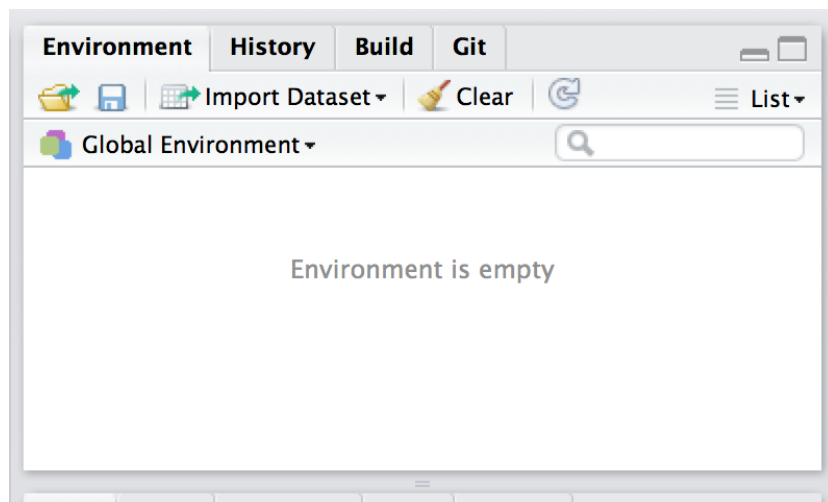 Environment History Build Git
Import Dataset Clear List
Global Environment
Environment is empty